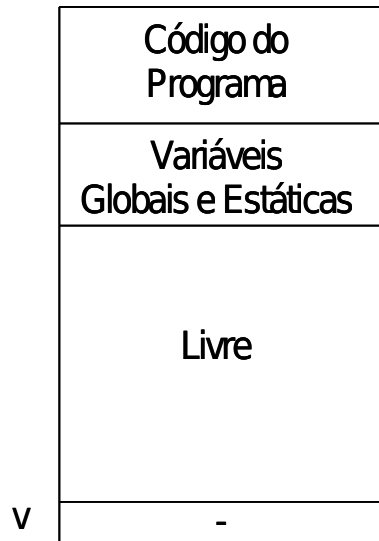 Código do
Programa
Variáveis
Globais e Estáticas
Livre
v -